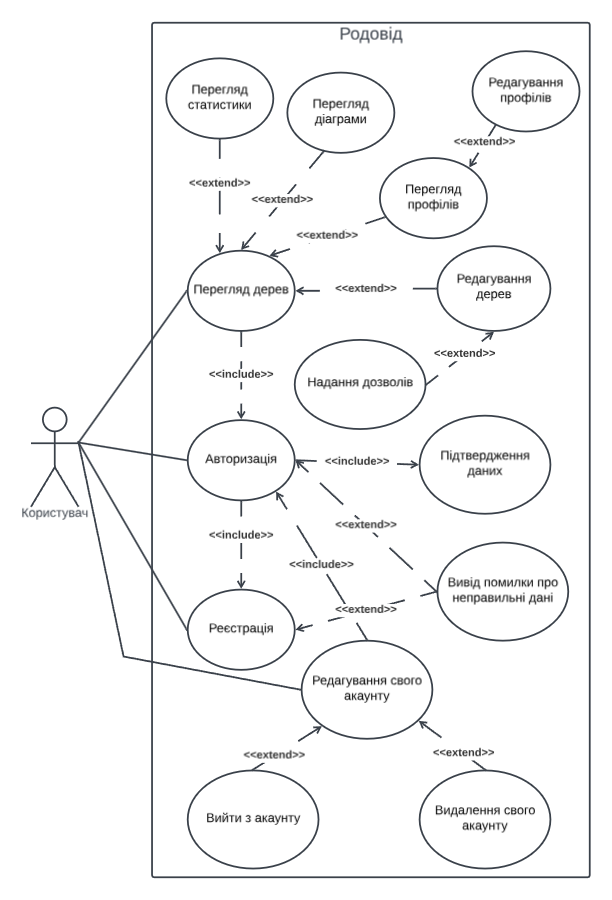 Родовід
Перегляд
статистики
Перегляд
діаграми
Редагування
профілів
<<extend>>
Перегляд
профілів
<<extend>>
<<extend>>
<<extend>>
Перегляд дерев
<<extend>>
Редагування
дерев
<<extend>>
<<include>>
Надання дозволів
Авторизація
<<include>>
Підтвердження
даних
Користувач
<<extend>>
<<include>>
<<include>>
Вивід помилки про
неправильні дані
<<extend>>
Реєстрація
Редагування свого
акаунту
<<extend>>
<<extend>>
Вийти з акаунту
Видалення свого
акаунту